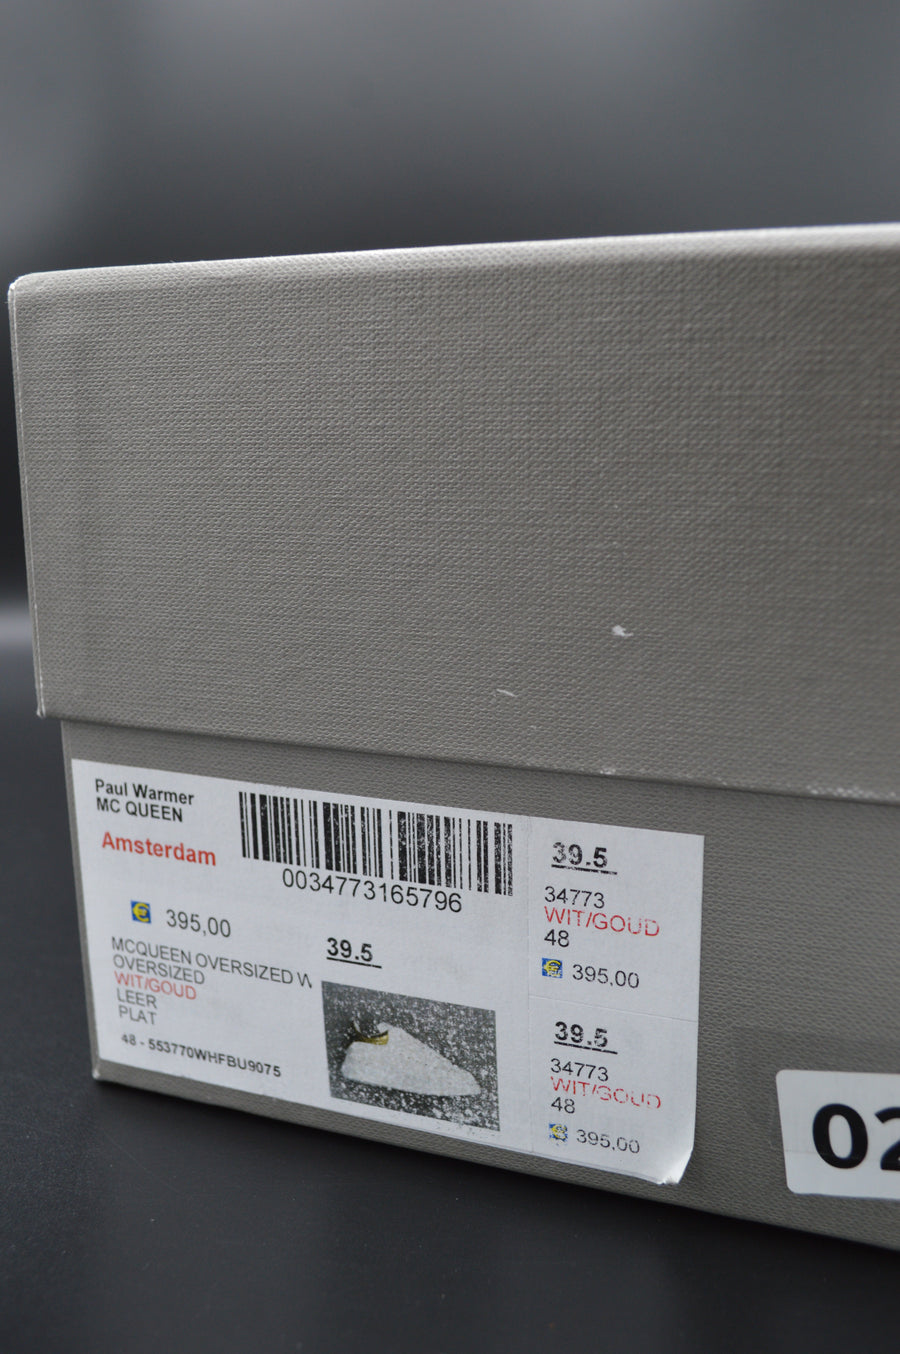 Paul Warmer
MC QUEEN
Amsterdam
0034773165796
395,00
39.5
MCQUEEN OVERSIZED W
OVERSIZED
WIT/GOUD
LEER
PLAT
48 - 553770WHFBU9075
39.5
34773
WIT/GOUD
48
395,00
39.5
34773
WIT/GOUD
48
395,00
02